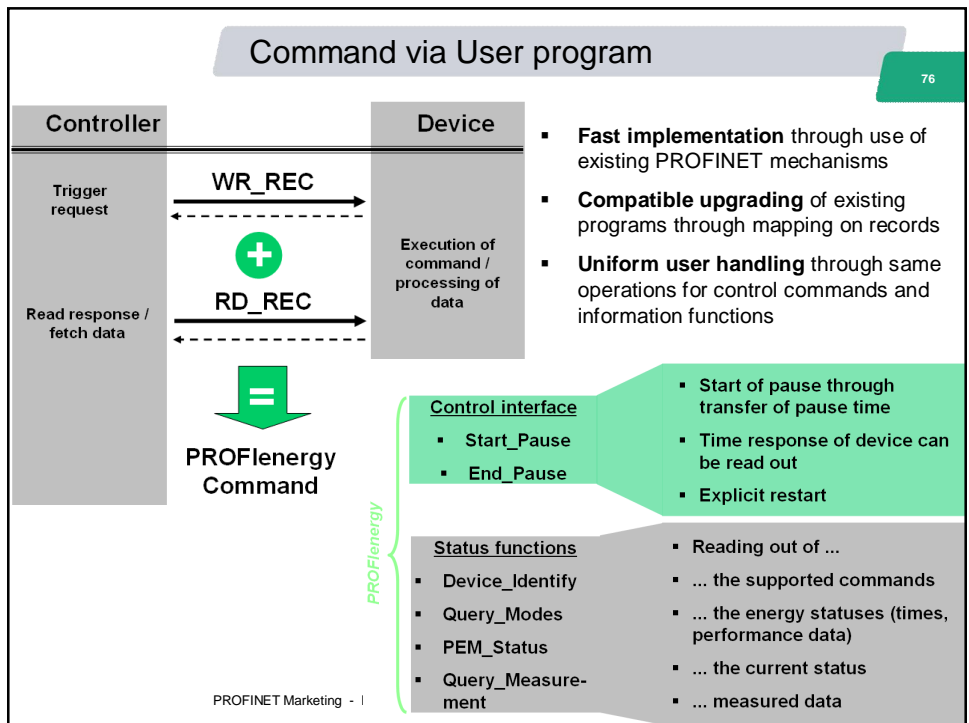 Command via User program
76
Controller
Device
Trigger
request
WR_REC
+
RD_REC
Read response /
fetch data
Execution of
command /
processing of
data
=
PROFIenergy
Command
▪ Fast implementation through use of
existing PROFINET mechanisms
▪ Compatible upgrading of existing
programs through mapping on records
▪ Uniform user handling through same
operations for control commands and
information functions
PROFIenergy
Control interface
▪ Start_Pause
▪ End_Pause
▪ Start of pause through
transfer of pause time
▪ Time response of device can
be read out
▪ Explicit restart
Status functions
▪ Device_Identify
▪ Query_Modes
▪ PEM_Status
▪ Query_Measure-
ment
▪ Reading out of ...
▪ ... the supported commands
▪ ... the energy statuses (times,
performance data)
▪ ... the current status
▪ ... measured data
PROFINET Marketing -